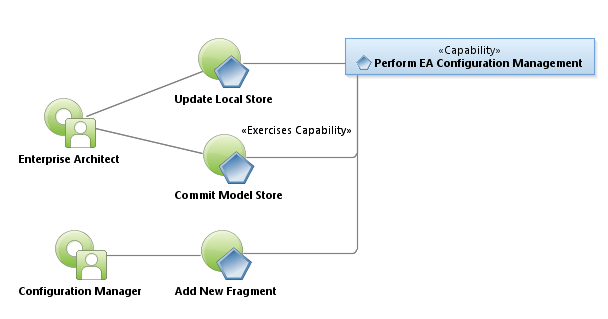 «Capability»
Perform EA Configuration Management
Update Local Store
«Exercises Capability»
Enterprise Architect
Commit Model Store
Configuration Manager
Add New Fragment